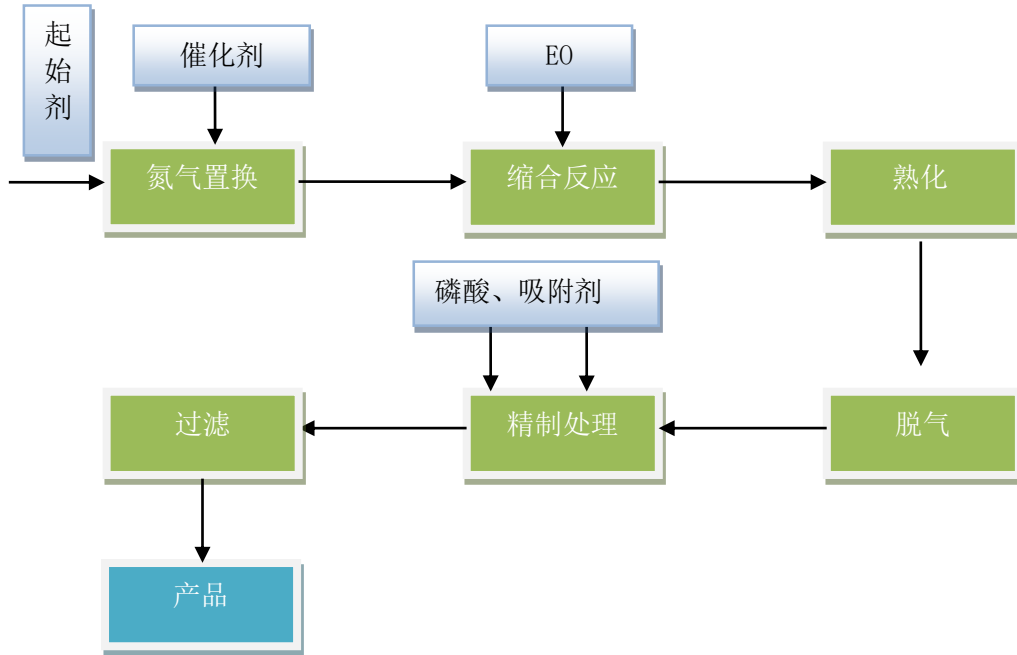 起始剂
催化剂
EO
氮气置换
缩合反应
熟化
磷酸、吸附剂
过滤
精制处理
脱气
产品